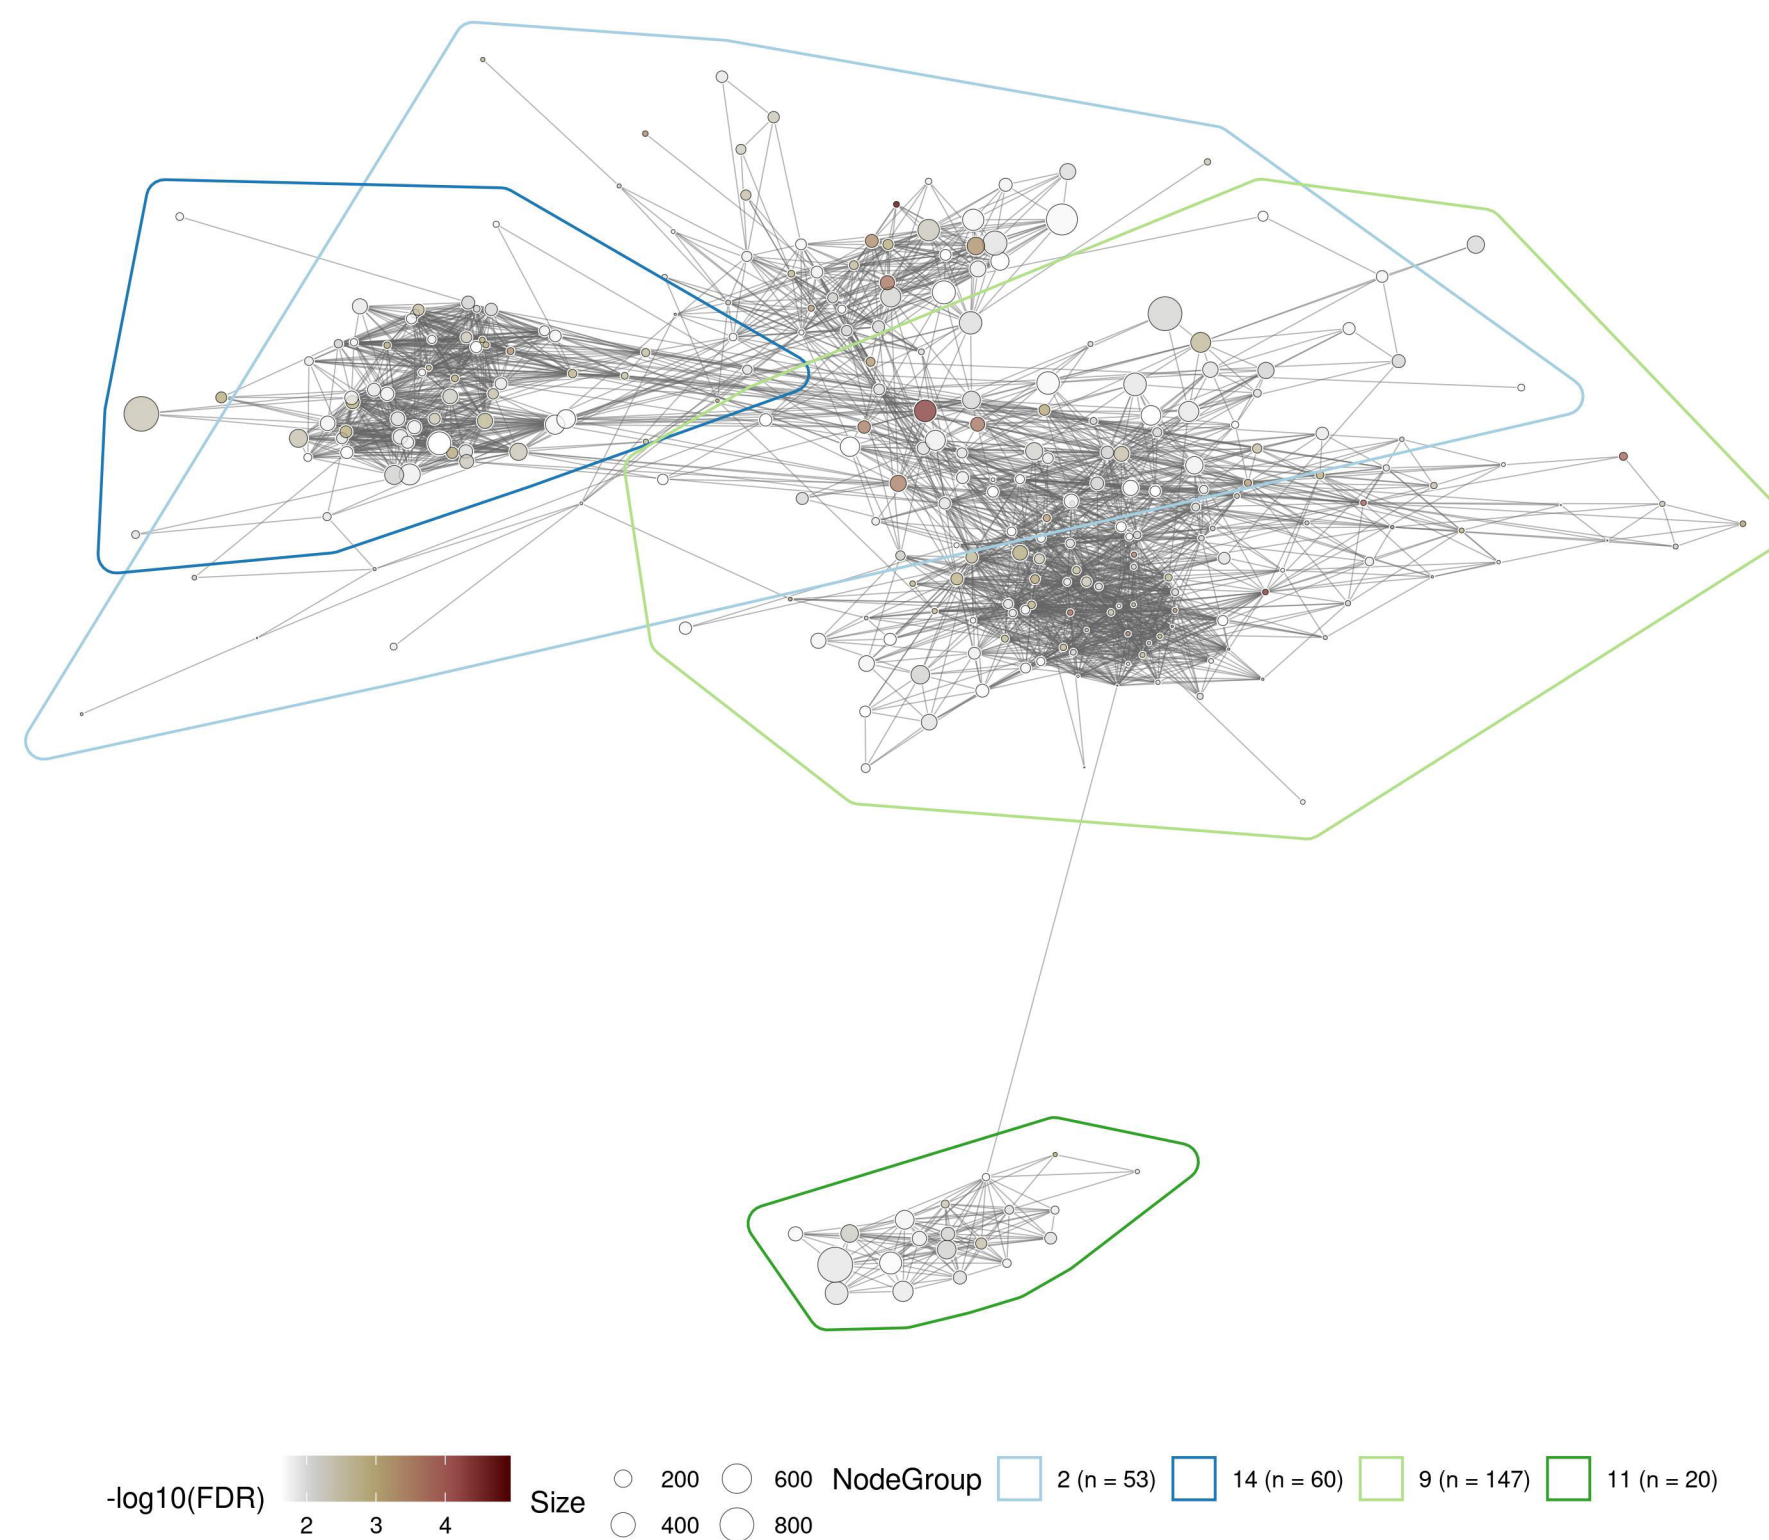 -log10(FDR)
2 3 4
Size
200 600
400 800
NodeGroup
2 (n = 53) 14 (n = 60) 9 (n = 147) 11 (n = 20)